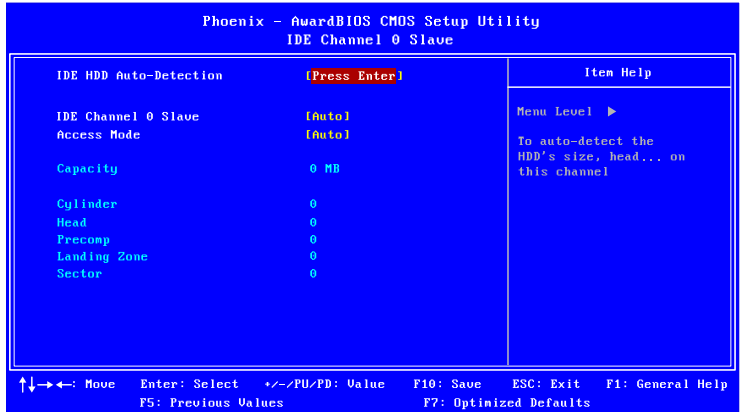 Phoenix - AwardBIOS CMOS Setup Utility
IDE Channel 0 Slave
IDE HDD Auto-Detection [Press Enter]
IDE Channel 0 Slave [Auto]
Access Mode [Auto]
Capacity 0 MB
Cylinder 0
Head 0
Precomp 0
Landing Zone 0
Sector 0
Item Help
Menu Level ▶
To auto-detect the
HDD's size, head... on
this channel
↑↓→←: Move Enter: Select +/-/PU/PD: Value F10: Save ESC: Exit F1: General Help
F5: Previous Values F7: Optimized Defaults